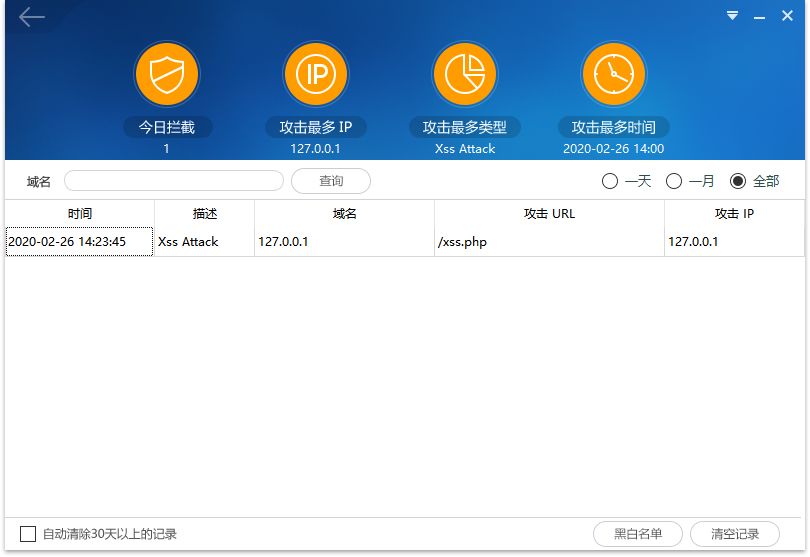 IP
今日拦截 攻击最多 IP 攻击最多类型 攻击最多时间
1 127.0.0.1 Xss Attack 2020-02-26 14:00
域名 查询 一天 一月 全部
时间 描述 域名 攻击 URL 攻击 IP
2020-02-26 14:23:45 Xss Attack 127.0.0.1 /xss.php 127.0.0.1
自动清除30天以上的记录 黑白名单 清空记录